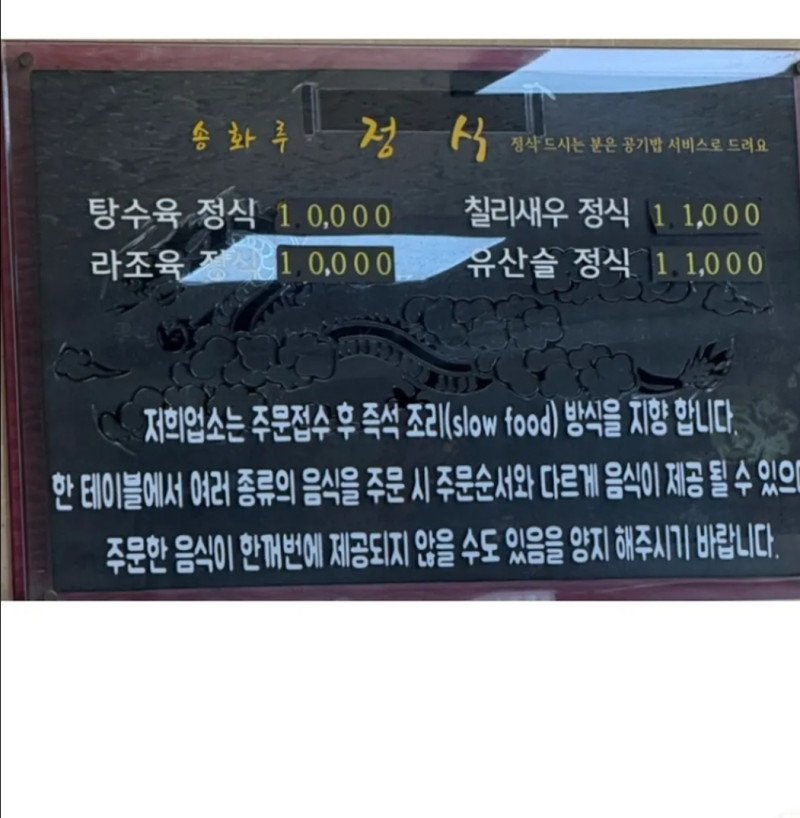 송화루 정식 정식 드시는 분은 공기밥 서비스로 드려요
탕수육 정식 10,000 칠리새우 정식 11,000
라조육 정식 10,000 유산슬 정식 11,000
저희업소는 주문접수 후 즉석 조리(slow food) 방식을 지향 합니다.
한 테이블에서 여러 종류의 음식을 주문 시 주문순서와 다르게 음식이 제공 될 수 있으며
주문한 음식이 한꺼번에 제공되지 않을 수도 있음을 양지 해주시기 바랍니다.